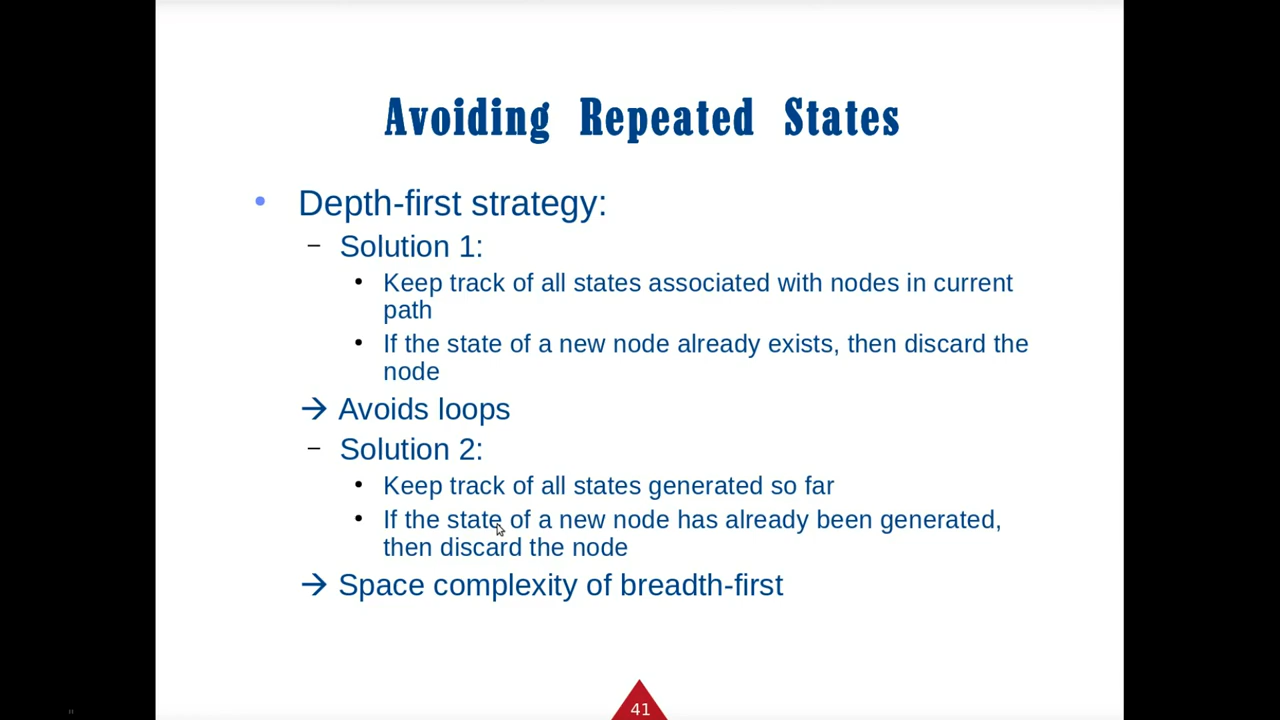 Avoiding Repeated States
• Depth-first strategy:
– Solution 1:
• Keep track of all states associated with nodes in current
path
• If the state of a new node already exists, then discard the
node
→ Avoids loops
– Solution 2:
• Keep track of all states generated so far
• If the state of a new node has already been generated,
then discard the node
→ Space complexity of breadth-first
41